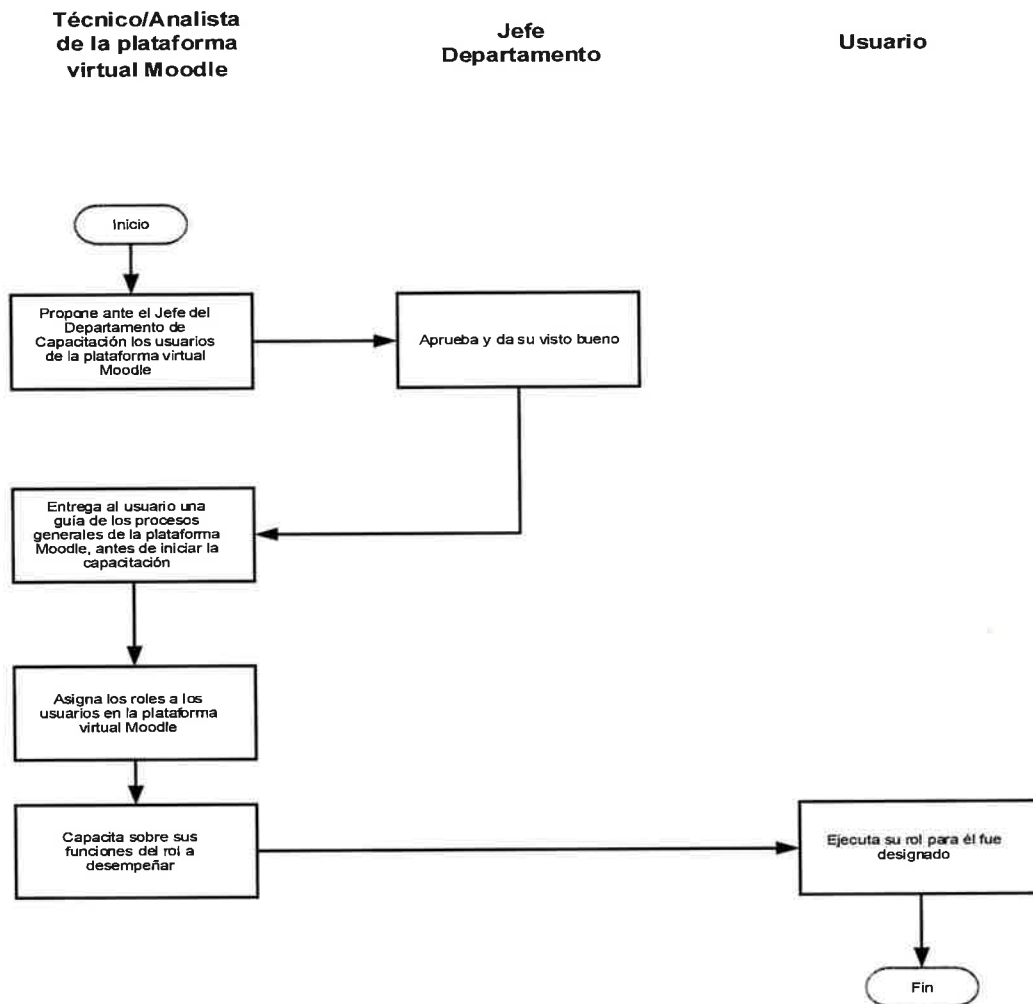 Técnico/Analista
de la plataforma
virtual Moodle
Jefe
Departamento
Usuario
Inicio
Propone ante el Jefe del
Departamento de
Capacitación los usuarios
de la plataforma virtual
Moodle
Aprueba y da su visto bueno
Entrega al usuario una
guía de los procesos
generales de la plataforma
Moodle, antes de iniciar la
capacitación
Asigna los roles a los
usuarios en la plataforma
virtual Moodle
Capacita sobre sus
funciones del rol a
desempeñar
Ejecuta su rol para él fue
designado
Fin